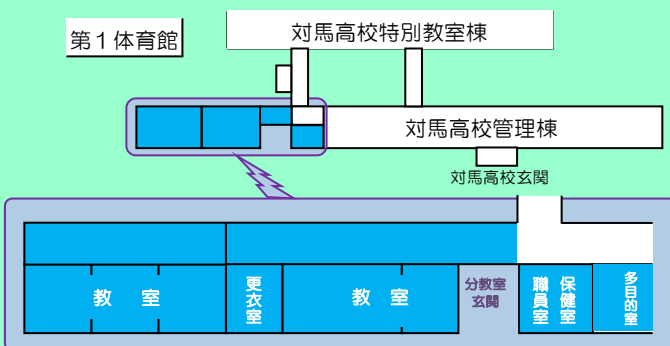 第1体育館
対馬高校特別教室棟
対馬高校管理棟
対馬高校玄関
教室
更衣室
教室
分教室
玄関
職員室
保健室
多目的室